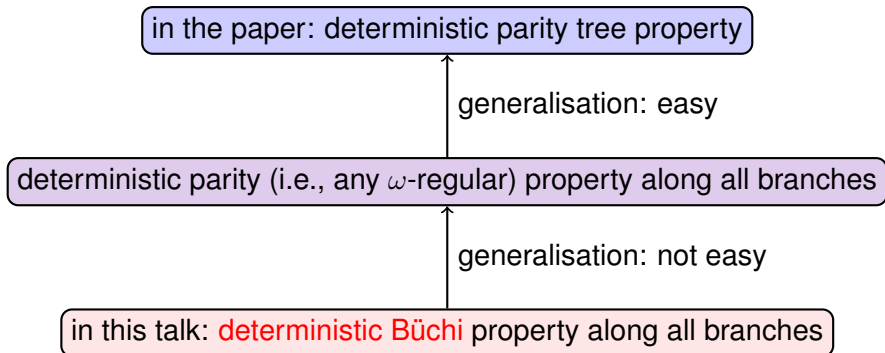 in the paper: deterministic parity tree property
generalisation: easy
deterministic parity (i.e., any ω-regular) property along all branches
generalisation: not easy
in this talk: deterministic Büchi property along all branches